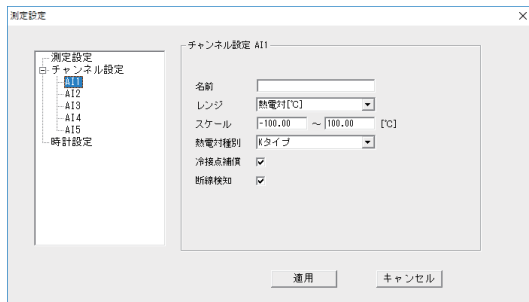 測定設定
測定設定
チャンネル設定
AI1
AI2
AI3
AI4
AI5
時計設定
チャンネル設定 AI1
名前
レンジ 熱電対[℃]
スケール -100.00 ～ 100.00 [℃]
熱電対種別 Kタイプ
冷接点補償
断線検知
適用 キャンセル